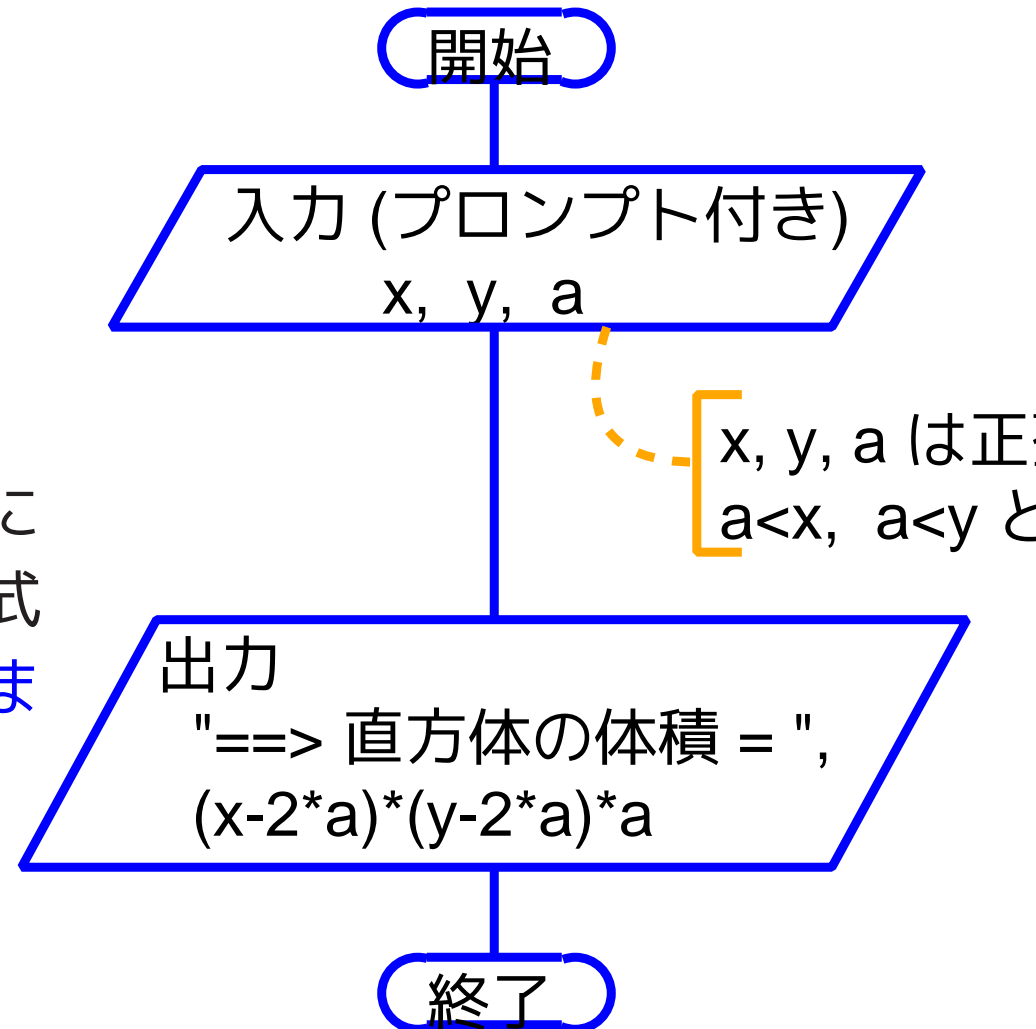 開始
入力 (プロンプト付き)
x, y, a
x, y, a は正
a<x, a<y と
に
式
ま
出力
"==> 直方体の体積 = ",
(x-2*a)*(y-2*a)*a
終了